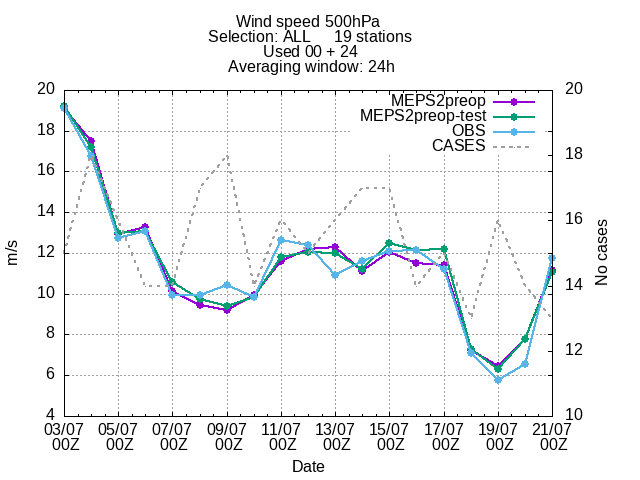 Wind speed 500hPa
Selection: ALL 19 stations
Used 00 + 24
Averaging window: 24h
MEPS2preop
MEPS2preop-test
OBS
CASES
20
18
16
14
12
10
8
6
4
m/s
20
18
16
14
12
10
No cases
03/07 05/07 07/07 09/07 11/07 13/07 15/07 17/07 19/07 21/07
00Z 00Z 00Z 00Z 00Z 00Z 00Z 00Z 00Z 00Z
Date